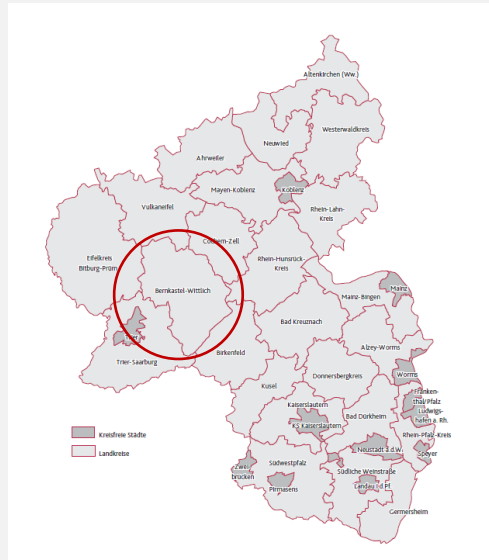 Altenkirchen (Ww.)
Westerwaldkreis
Neuwied
Ahrweiler
Mayen-Koblenz
Koblenz
Vulkaneifel
Rhein-Lahn-
Kreis
Cochem-Zell
Eifelkreis
Bitburg-Prüm
Rhein-Hunsrück-
Kreis
Bernkastel-Wittlich
Mainz
Mainz-Bingen
Bad Kreuznach
Trier
Trier-Saarburg
Birkenfeld
Alzey-Worms
Donnersbergkreis
Worms
Kusel
Franken-
thal/Pfalz
Kaiserslautern
Ludwigs-
hafen a. Rh.
Bad Dürkheim
KS Kaiserslautern
Rhein-Pfalz-Kreis
Kreisfreie Städte
Landkreise
Neustadt a.d.W.
Speyer
Zwei-
brücken
Südwestpfalz
Südliche Weinstraße
Pirmasens
Landau i.d.Pf.
Germersheim